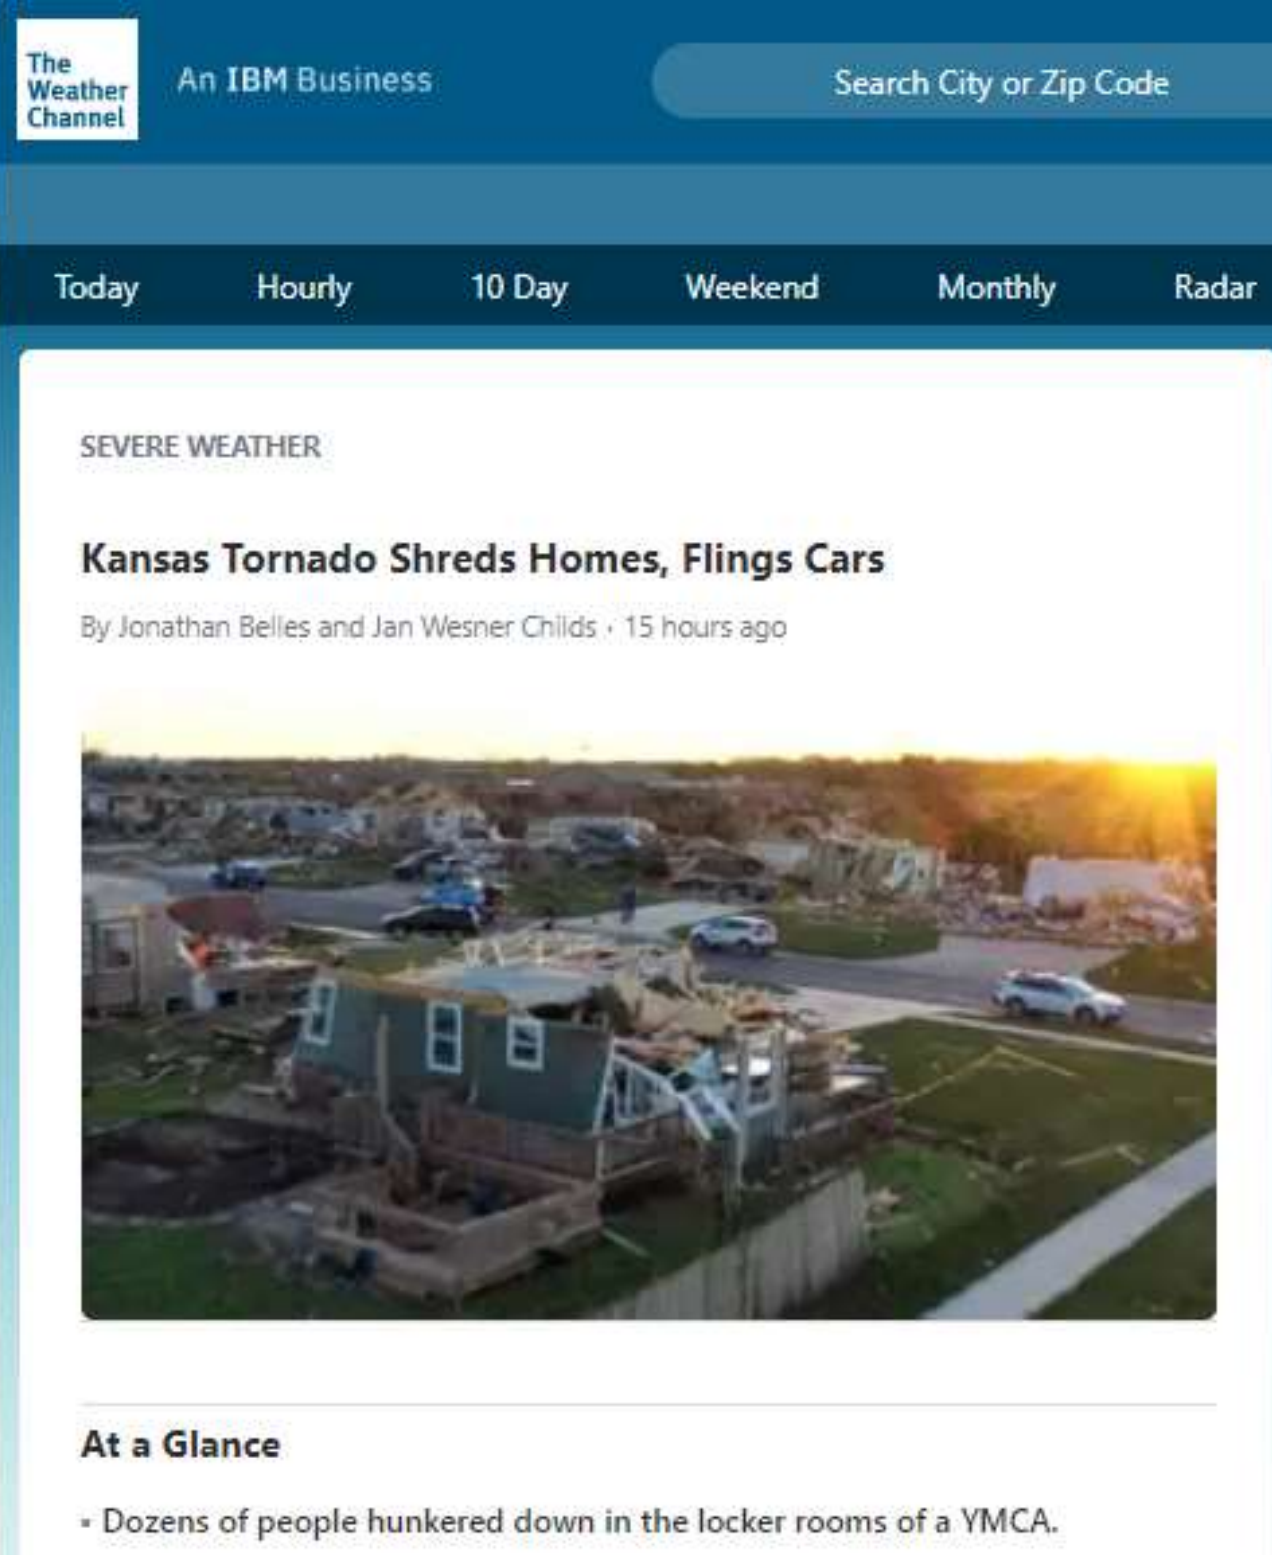 The
Weather
Channel
An IBM Business
Search City or Zip Code
Today Hourly 10 Day Weekend Monthly Radar
SEVERE WEATHER
Kansas Tornado Shreds Homes, Flings Cars
By Jonathan Belles and Jan Wesner Childs · 15 hours ago
At a Glance
▪ Dozens of people hunkered down in the locker rooms of a YMCA.